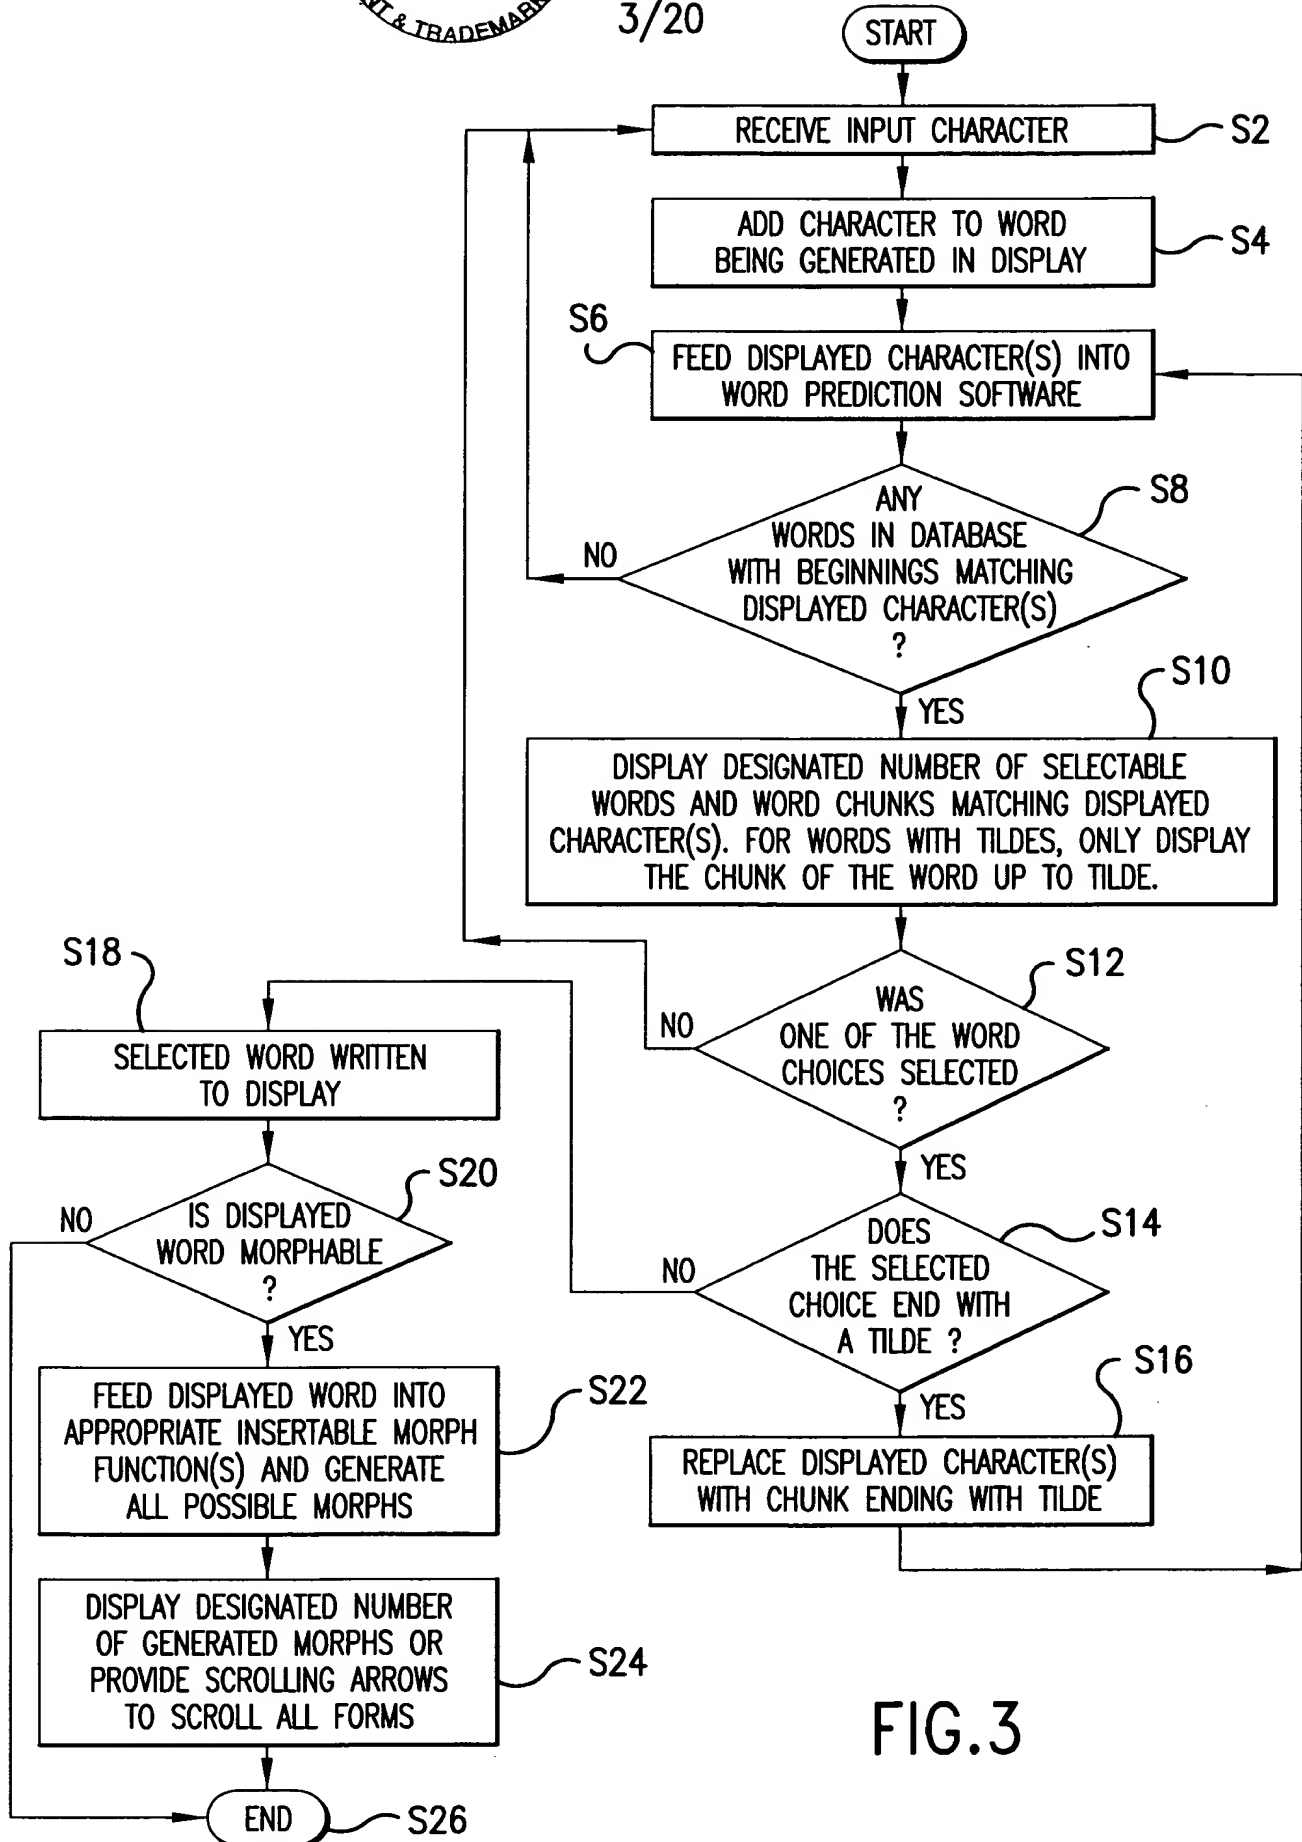 NT & TRADEMARK
3/20
START
RECEIVE INPUT CHARACTER
S2
ADD CHARACTER TO WORD
BEING GENERATED IN DISPLAY
S4
S6
FEED DISPLAYED CHARACTER(S) INTO
WORD PREDICTION SOFTWARE
S8
ANY
WORDS IN DATABASE
WITH BEGINNINGS MATCHING
DISPLAYED CHARACTER(S)
?
NO
YES
S10
DISPLAY DESIGNATED NUMBER OF SELECTABLE
WORDS AND WORD CHUNKS MATCHING DISPLAYED
CHARACTER(S). FOR WORDS WITH TILDES, ONLY DISPLAY
THE CHUNK OF THE WORD UP TO TILDE.
S12
WAS
ONE OF THE WORD
CHOICES SELECTED
?
NO
YES
S14
DOES
THE SELECTED
CHOICE END WITH
A TILDE ?
NO
YES
S16
REPLACE DISPLAYED CHARACTER(S)
WITH CHUNK ENDING WITH TILDE
S18
SELECTED WORD WRITTEN
TO DISPLAY
S20
IS DISPLAYED
WORD MORPHABLE
?
NO
YES
FEED DISPLAYED WORD INTO
APPROPRIATE INSERTABLE MORPH
FUNCTION(S) AND GENERATE
ALL POSSIBLE MORPHS
S22
DISPLAY DESIGNATED NUMBER
OF GENERATED MORPHS OR
PROVIDE SCROLLING ARROWS
TO SCROLL ALL FORMS
S24
END
S26
FIG.3